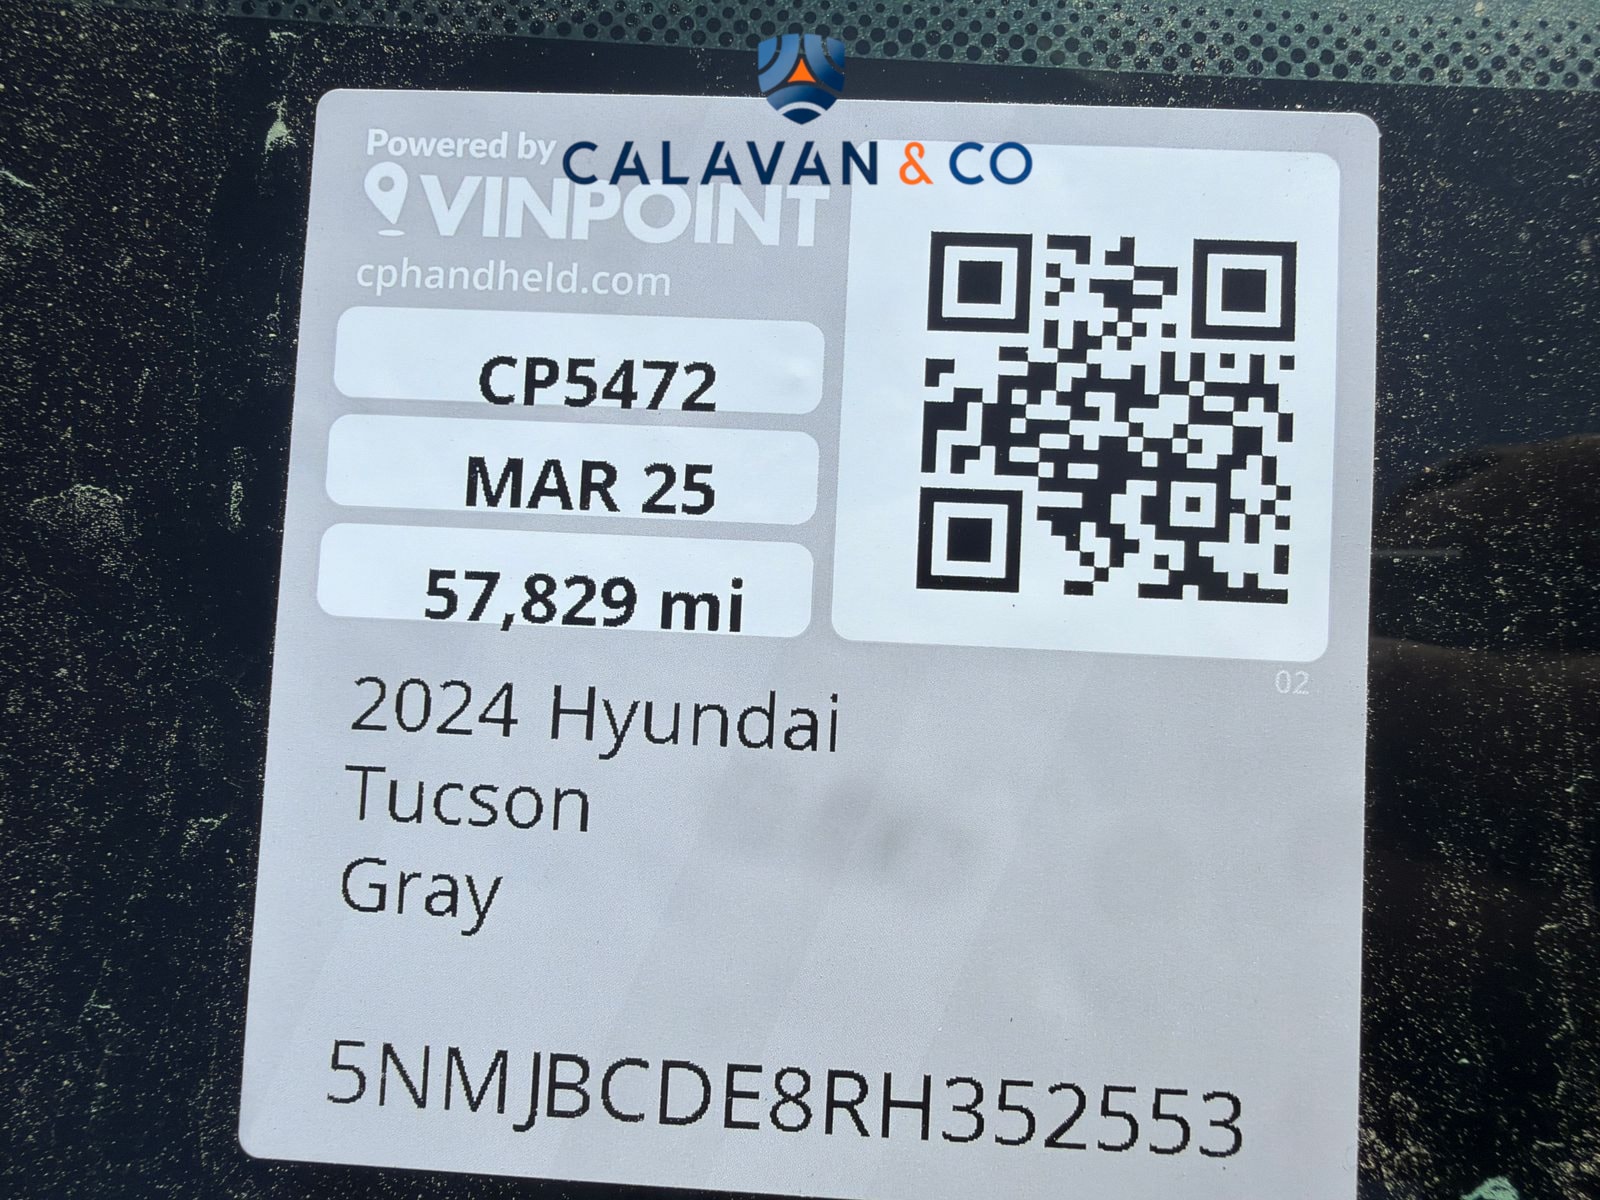 CALAVAN & CO
Powered by
VINPOINT
cphandheld.com
CP5472
MAR 25
57,829 mi
02
2024 Hyundai
Tucson
Gray
5NMJBCDE8RH352553